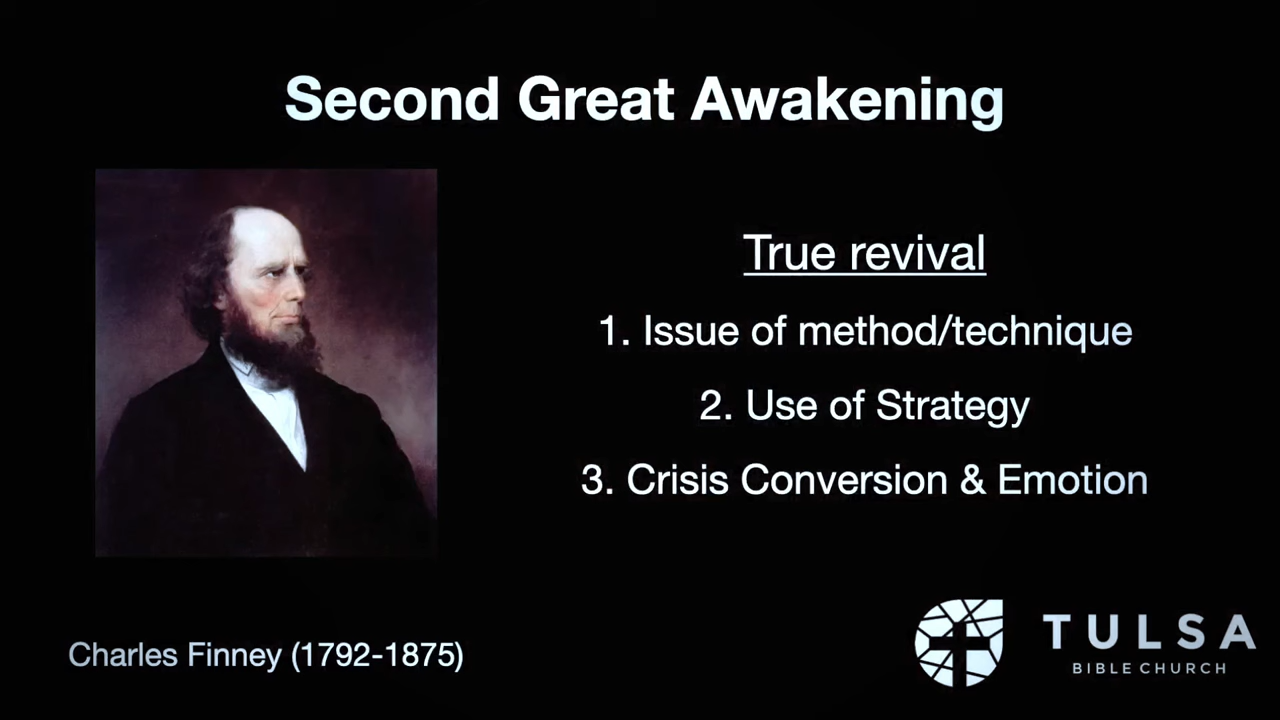 Second Great Awakening
True revival
1. Issue of method/technique
2. Use of Strategy
3. Crisis Conversion & Emotion
Charles Finney (1792-1875)
TULSA
BIBLE CHURCH